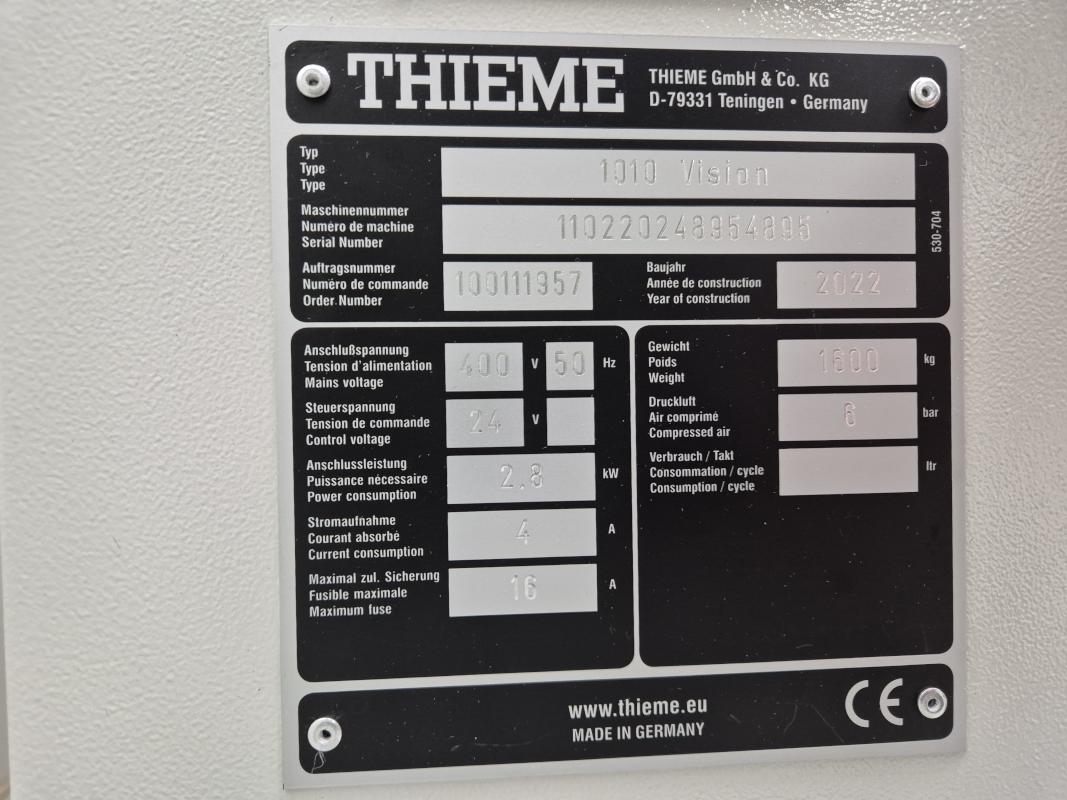 THIEME
THIEME GmbH & Co. KG
D-79331 Teningen • Germany
Typ
Type
Type
1010 Vision
Maschinennummer
Numéro de machine
Serial Number
110220248954895
530-704
Auftragsnummer
Numéro de commande
Order Number
100111957
Baujahr
Année de construction
Year of construction
2022
Anschlußspannung
Tension d'alimentation
Mains voltage
400 V 50 Hz
Steuerspannung
Tension de commande
Control voltage
24 V
Anschlussleistung
Puissance nécessaire
Power consumption
2.8 kW
Stromaufnahme
Courant absorbé
Current consumption
4 A
Maximal zul. Sicherung
Fusible maximale
Maximum fuse
16 A
Gewicht
Poids
Weight
1600 kg
Druckluft
Air comprimé
Compressed air
6 bar
Verbrauch / Takt
Consommation / cycle
Consumption / cycle
ltr
www.thieme.eu
MADE IN GERMANY
CE